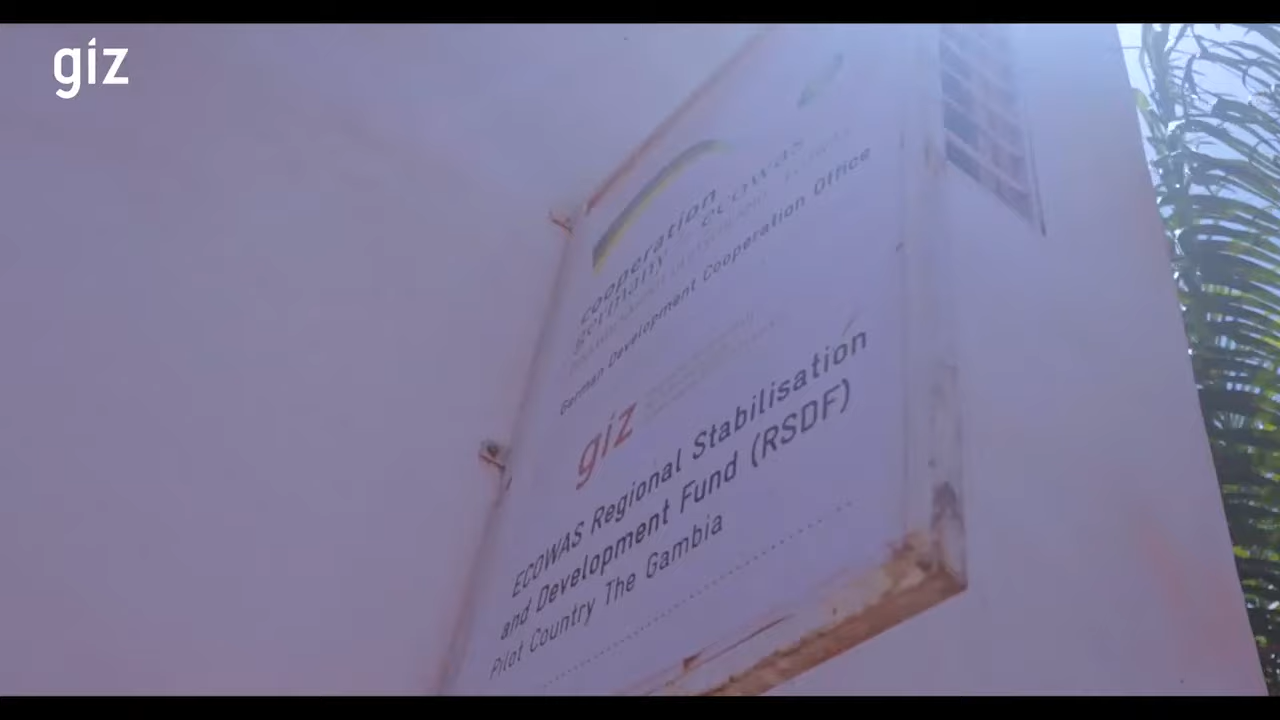 giz
cooperation
germany ecowas
German Development Cooperation Office
giz
ECOWAS Regional Stabilisation
and Development Fund (RSDF)
Pilot Country The Gambia